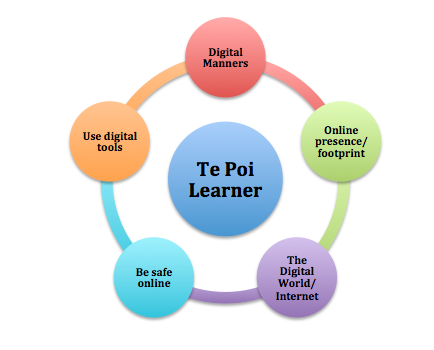 Digital
Manners
Online
presence/
footprint
The
Digital
World/
Internet
Be safe
online
Use digital
tools
Te Poi
Learner